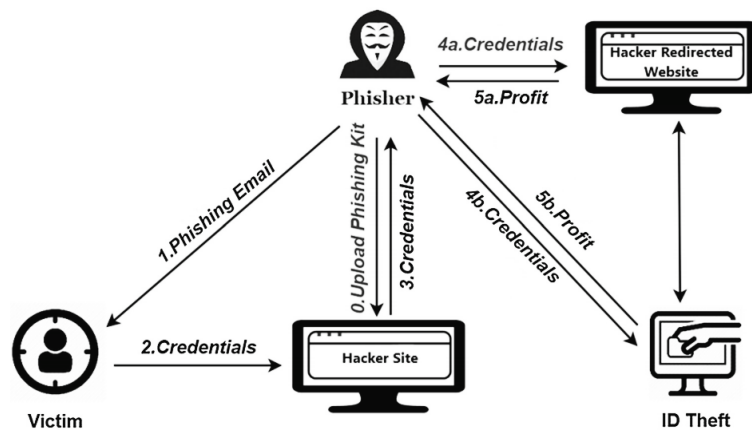 4a.Credentials
Hacker Redirected
Website
Phisher
5a.Profit
1.Phishing Email
0.Upload Phishing Kit
3.Credentials
5b.Profit
4b.Credentials
2.Credentials
Hacker Site
Victim
ID Theft